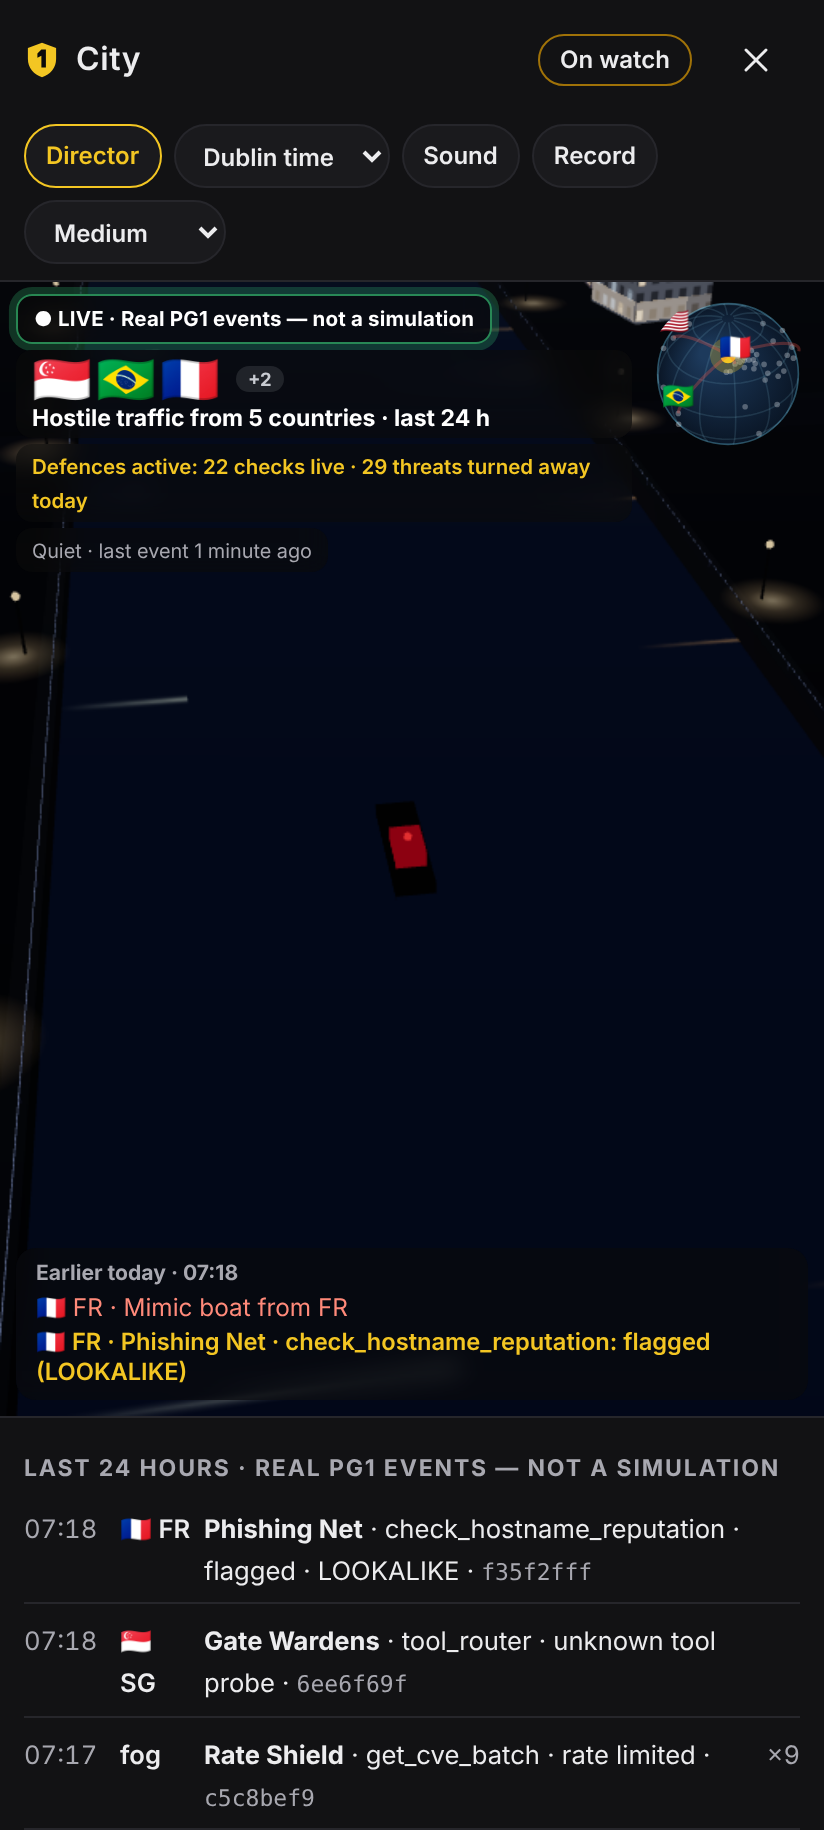 1 City On watch
Director Dublin time Sound Record
Medium
LIVE · Real PG1 events — not a simulation
+2
Hostile traffic from 5 countries · last 24 h
Defences active: 22 checks live · 29 threats turned away
today
Quiet · last event 1 minute ago
Earlier today · 07:18
FR · Mimic boat from FR
FR · Phishing Net · check_hostname_reputation: flagged
(LOOKALIKE)
LAST 24 HOURS · REAL PG1 EVENTS — NOT A SIMULATION
07:18 FR Phishing Net · check_hostname_reputation ·
flagged · LOOKALIKE · f35f2fff
07:18 SG Gate Wardens · tool_router · unknown tool
probe · 6ee6f69f
07:17 fog Rate Shield · get_cve_batch · rate limited · ×9
c5c8bef9